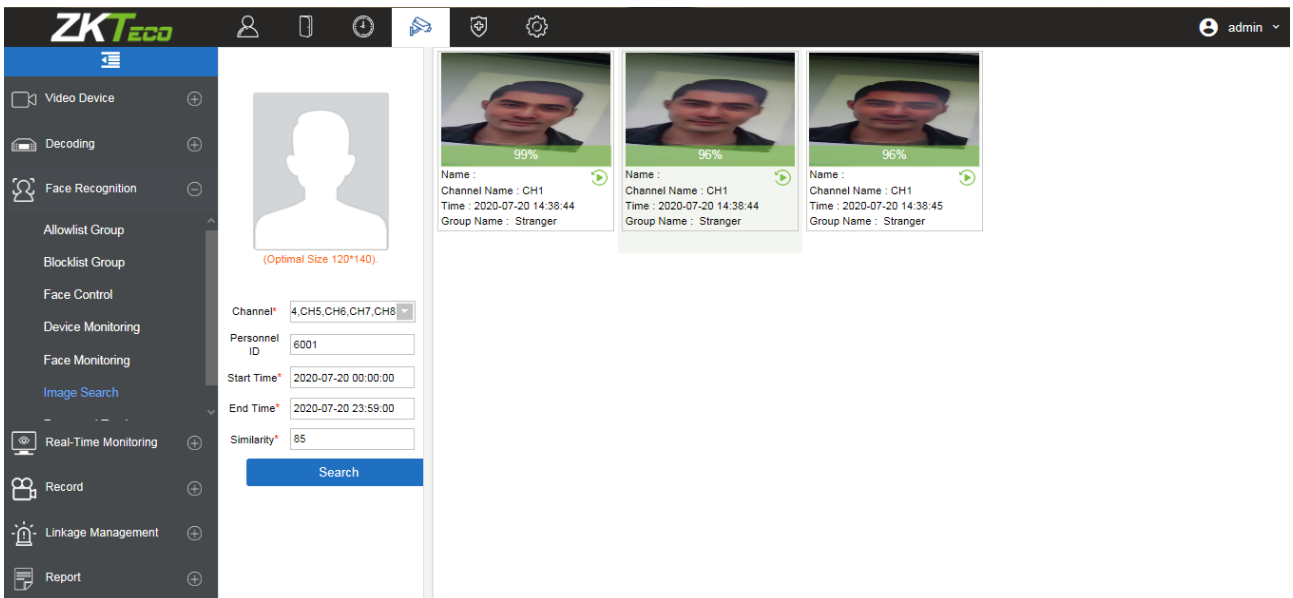 ZKTeco
admin
Video Device
Decoding
Face Recognition
Allowlist Group
Blocklist Group
Face Control
Device Monitoring
Face Monitoring
Image Search
Real-Time Monitoring
Record
Linkage Management
Report
(Optimal Size 120*140).
Channel* 4,CH5,CH6,CH7,CH8
Personnel
ID 6001
Start Time* 2020-07-20 00:00:00
End Time* 2020-07-20 23:59:00
Similarity* 85
Search
99%
Name :
Channel Name : CH1
Time : 2020-07-20 14:38:44
Group Name : Stranger
96%
Name :
Channel Name : CH1
Time : 2020-07-20 14:38:44
Group Name : Stranger
96%
Name :
Channel Name : CH1
Time : 2020-07-20 14:38:45
Group Name : Stranger